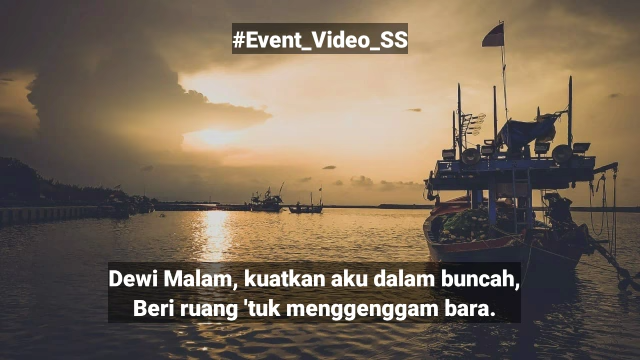 #Event_Video_SS
Dewi Malam, kuatkan aku dalam buncah,
Beri ruang 'tuk menggenggam bara.